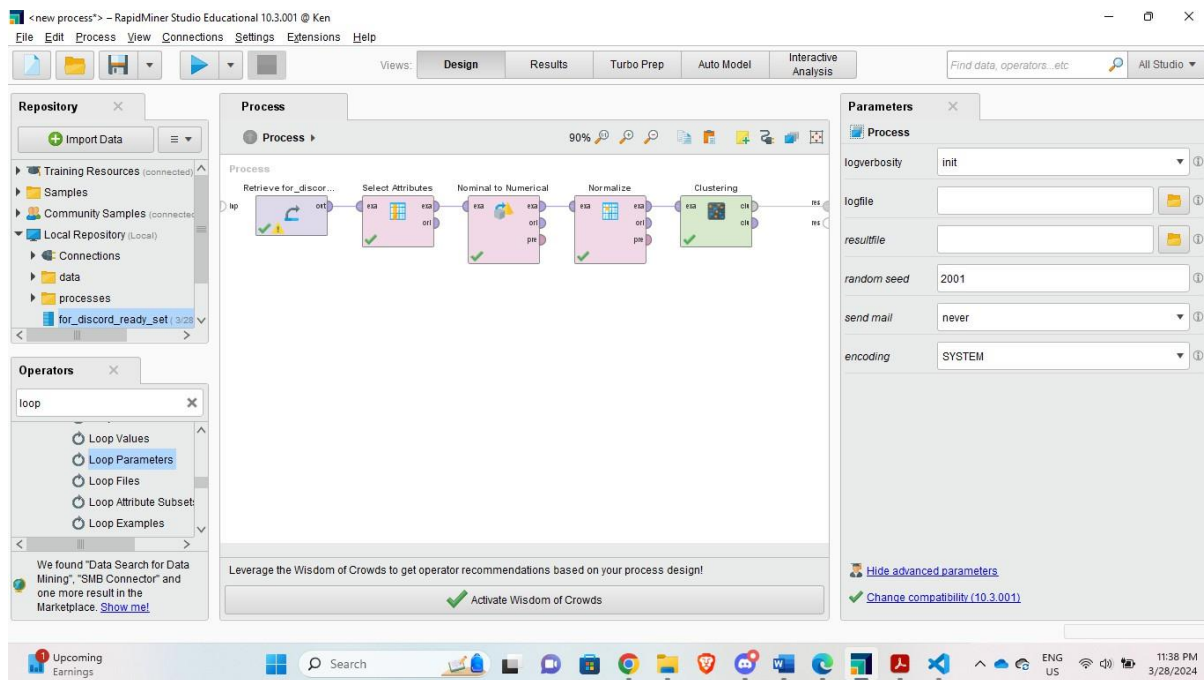 <new process*> – RapidMiner Studio Educational 10.3.001 @ Ken
File Edit Process View Connections Settings Extensions Help
Views: Design Results Turbo Prep Auto Model Interactive Analysis
Find data, operators...etc All Studio
Repository
Import Data
Training Resources (connected)
Samples
Community Samples (connected
Local Repository (Local)
Connections
data
processes
for_discord_ready_set ( 3/28
Operators
loop
Loop Values
Loop Parameters
Loop Files
Loop Attribute Subset
Loop Examples
We found "Data Search for Data
Mining", "SMB Connector" and
one more result in the
Marketplace. Show me!
Process
Process 90%
Process
Retrieve for_discor... Select Attributes Nominal to Numerical Normalize Clustering
inp out exa exa exa exa exa exa exa clu res
ori ori ori clu res
pre pre
Leverage the Wisdom of Crowds to get operator recommendations based on your process design!
Activate Wisdom of Crowds
Parameters
Process
logverbosity init
logfile
resultfile
random seed 2001
send mail never
encoding SYSTEM
Hide advanced parameters
Change compatibility (10.3.001)
1 Upcoming
Earnings
Search
ENG
US
11:38 PM
3/28/2024